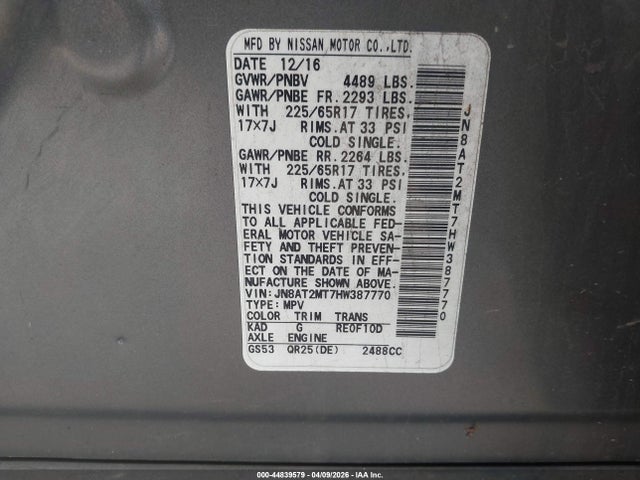 MFD BY NISSAN MOTOR CO.,LTD.
DATE 12/16
GVWR/PNBV 4489 LBS.
GAWR/PNBE FR. 2293 LBS.
WITH 225/65R17 TIRES,
17×7J RIMS.AT 33 PSI
COLD SINGLE.
GAWR/PNBE RR. 2264 LBS.
WITH 225/65R17 TIRES,
17×7J RIMS.AT 33 PSI
COLD SINGLE.
THIS VEHICLE CONFORMS
TO ALL APPLICABLE FED-
ERAL MOTOR VEHICLE SA-
FETY AND THEFT PREVEN-
TION STANDARDS IN EFF-
ECT ON THE DATE OF MA-
NUFACTURE SHOWN ABOVE.
VIN: JN8AT2MT7HW387770
TYPE: MPV
COLOR TRIM TRANS
KAD G RE0F10D
AXLE ENGINE
GS53 QR25(DE) 2488CC
JN8AT2MT7HW387770
000-44839579 | 04/09/2026 - IAA Inc.